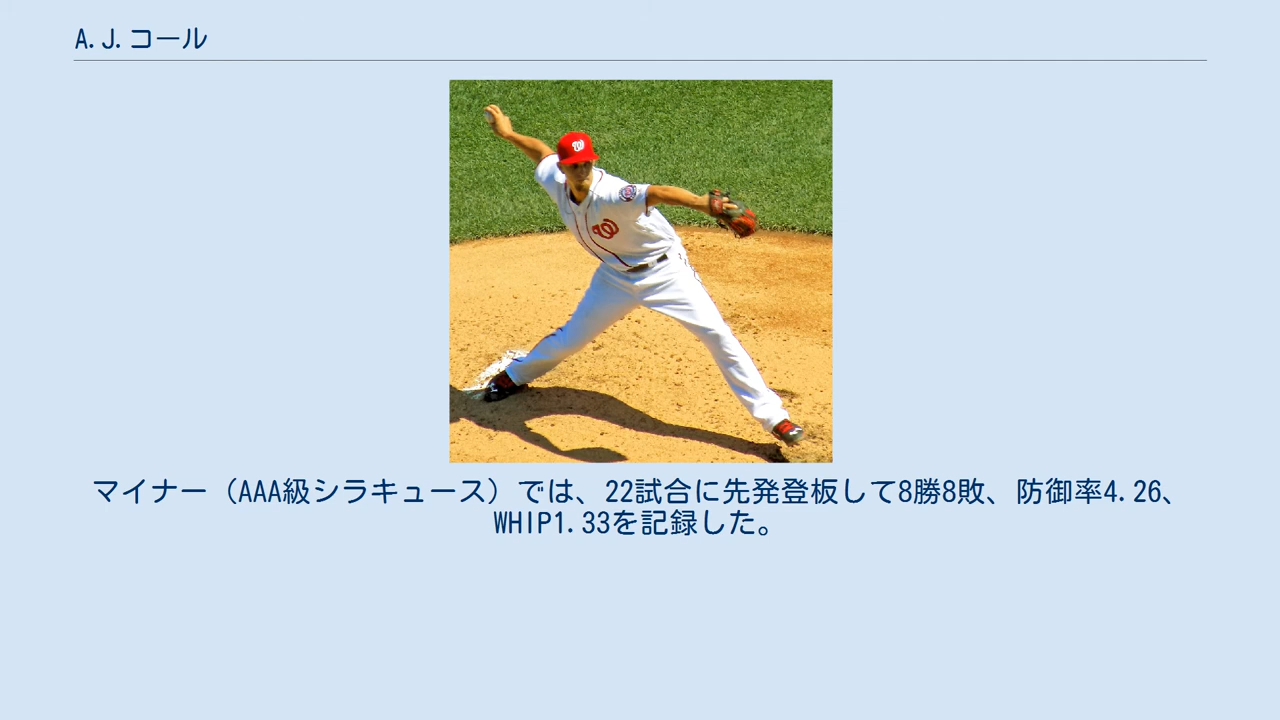 A.J.コール
マイナー（AAA級シラキュース）では、22試合に先発登板して8勝8敗、防御率4.26、
WHIP1.33を記録した。